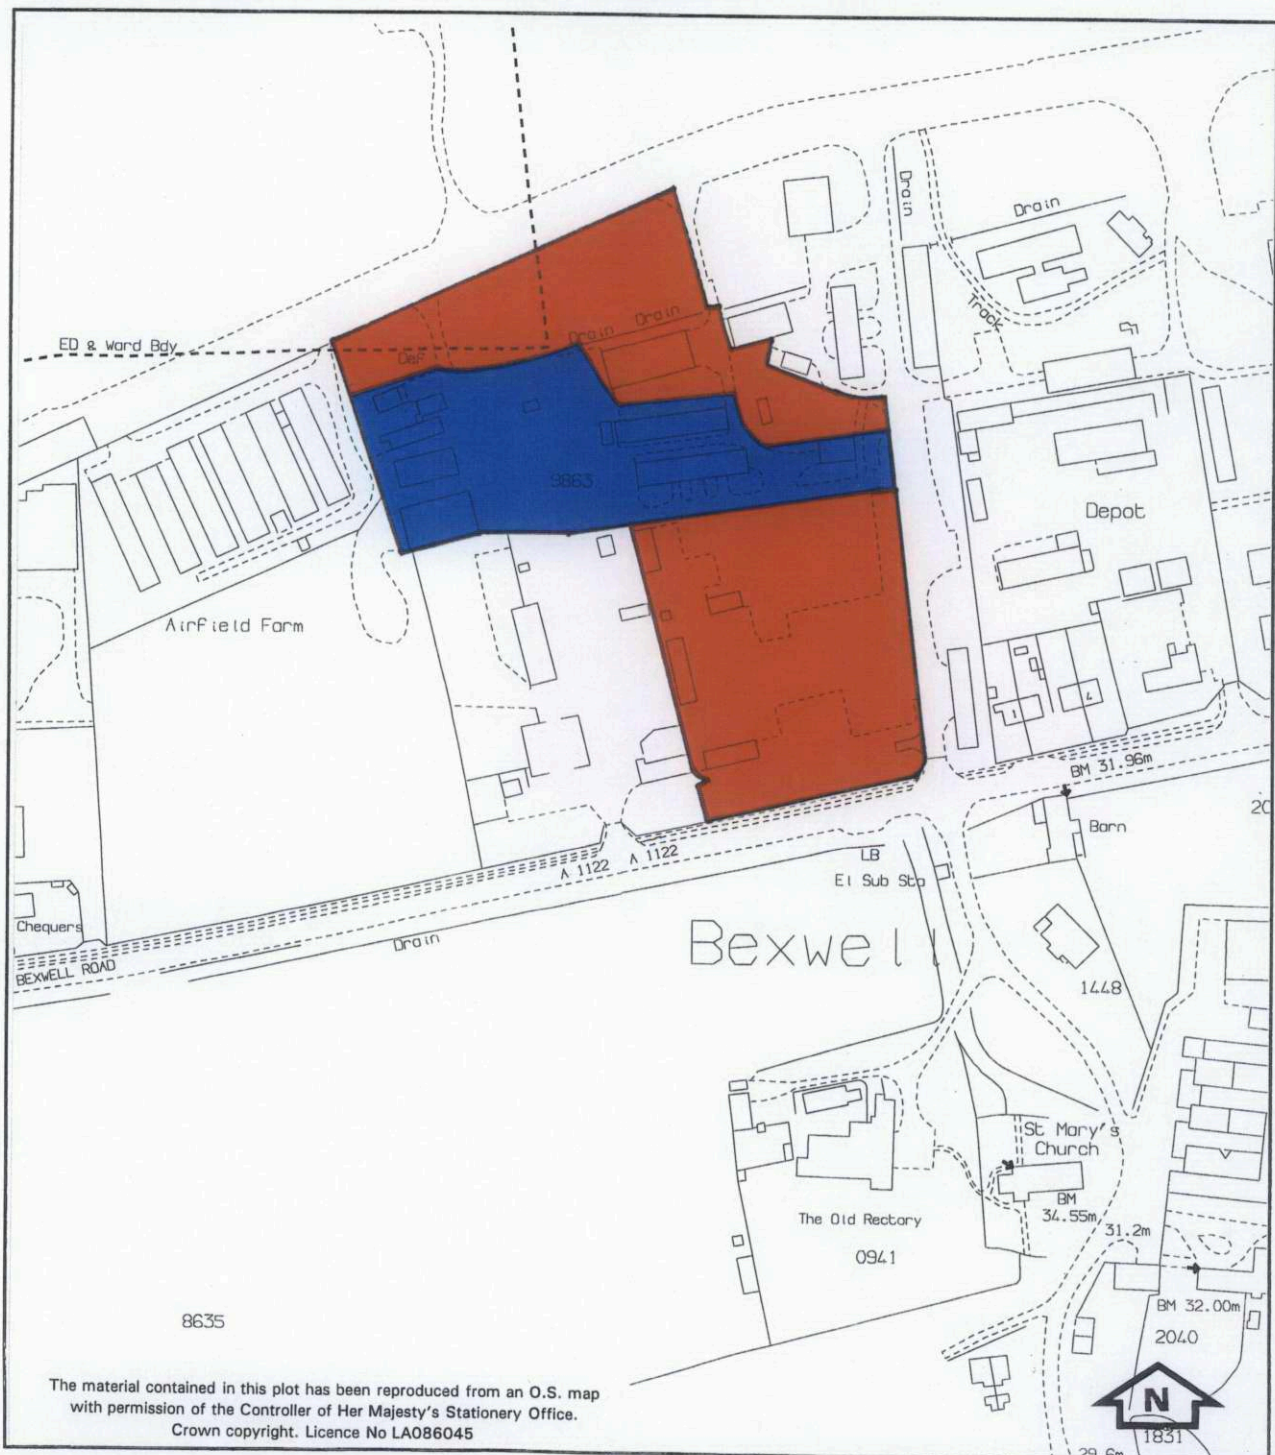 Drain
Drain
ED & Ward Bdy
Drain
Drain
Def
Track
9863
Depot
Airfield Farm
1
4
BM 31.96m
20
Barn
A 1122
A 1122
LB
El Sub Sta
Chequers
Bexwell
Drain
BEXWELL ROAD
1448
St Mary's
Church
BM
34.55m
The Old Rectory
31.2m
0941
BM 32.00m
8635
2040
The material contained in this plot has been reproduced from an O.S. map
with permission of the Controller of Her Majesty's Stationery Office.
Crown copyright. Licence No LA086045
N
1831